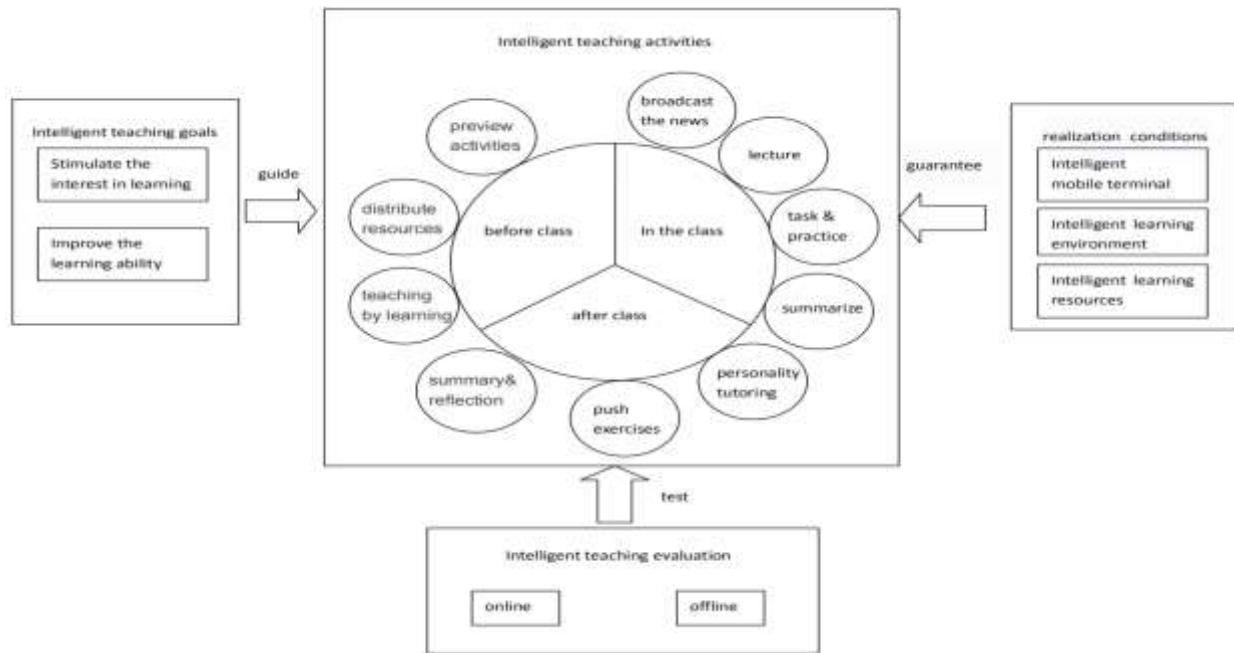 Intelligent teaching activities
Intelligent teaching goals
Stimulate the
interest in learning
Improve the
learning ability
guide
preview
activities
distribute
resources
teaching
by learning
summary&
reflection
before class
In the class
after class
broadcast
the news
lecture
task &
practice
summarize
personality
tutoring
push
exercises
guarantee
realization conditions
Intelligent
mobile terminal
Intelligent learning
environment
Intelligent learning
resources
test
Intelligent teaching evaluation
online
offline